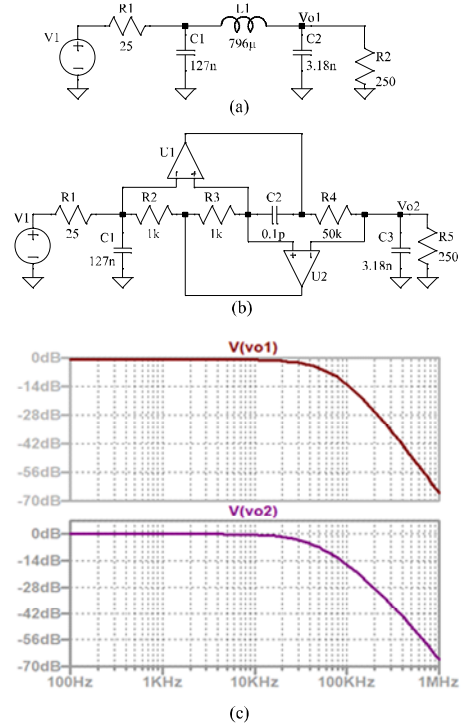 R1 L1 Vo1
V1 C1 C2 R2
25 796µ
127n 3.18n 250
(a)
U1
R1 R2 R3 C2 R4 Vo2
V1
25 C1 1k 1k 0.1p 50k C3 R5
127n U2 3.18n 250
(b)
V(vo1)
0dB
-14dB
-28dB
-42dB
-56dB
-70dB
V(vo2)
0dB
-14dB
-28dB
-42dB
-56dB
-70dB
100Hz 1KHz 10KHz 100KHz 1MHz
(c)